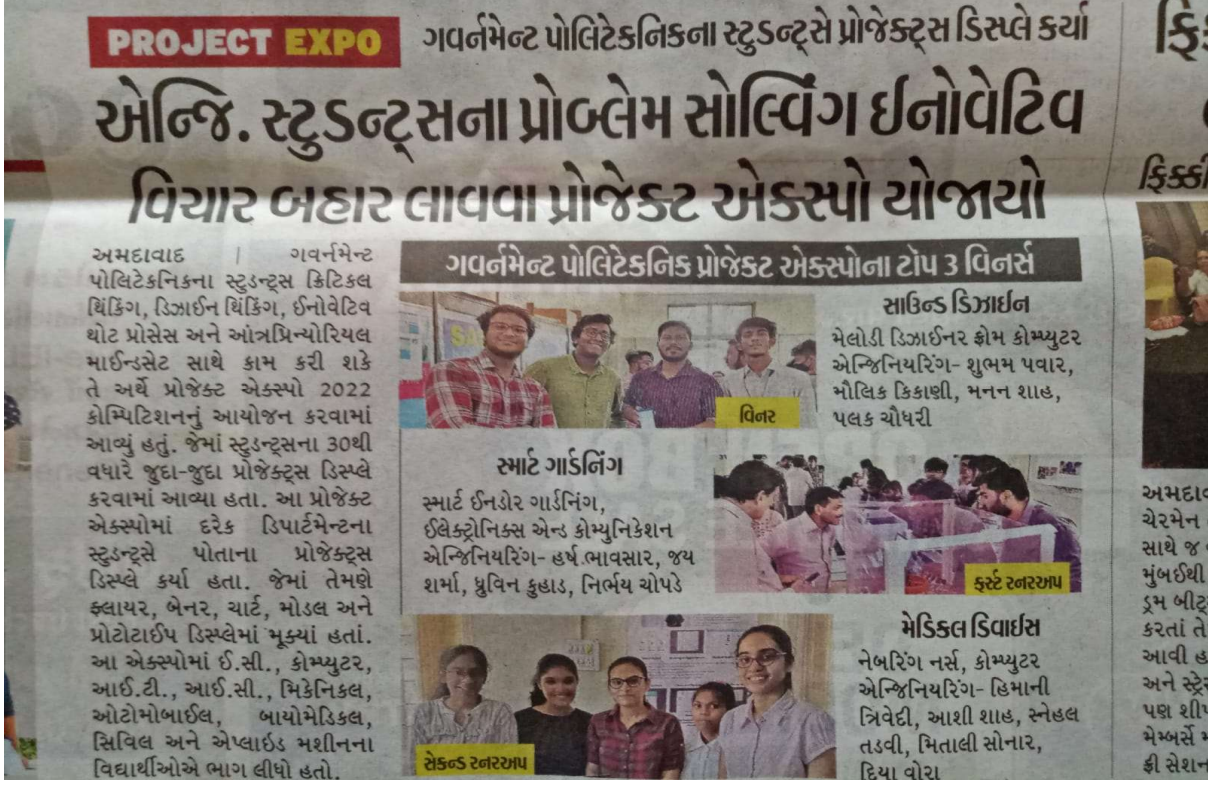 PROJECT EXPO
ગવર્નમેન્ટ પોલિટેકનિકના સ્ટુડન્ટ્સે પ્રોજેક્ટ્સ ડિસ્પ્લે કર્યા
એન્જિ. સ્ટુડન્ટ્સના પ્રોબ્લેમ સોલ્વિંગ ઈનોવેટિવ
વિચાર બહાર લાવવા પ્રોજેક્ટ એક્સ્પો યોજાયો
અમદાવાદ | ગવર્નમેન્ટ
પોલિટેકનિકના સ્ટુડન્ટ્સ ક્રિટિકલ
થિંકિંગ, ડિઝાઈન થિંકિંગ, ઈનોવેટિવ
થોટ પ્રોસેસ અને આંત્રપ્રિન્યોરિયલ
માઈન્ડસેટ સાથે કામ કરી શકે
તે અર્થે પ્રોજેક્ટ એક્સ્પો 2022
કોમ્પિટિશનનું આયોજન કરવામાં
આવ્યું હતું. જેમાં સ્ટુડન્ટ્સના 30થી
વધારે જુદા-જુદા પ્રોજેક્ટ્સ ડિસ્પ્લે
કરવામાં આવ્યા હતા. આ પ્રોજેક્ટ
એક્સ્પોમાં દરેક ડિપાર્ટમેન્ટના
સ્ટુડન્ટ્સે પોતાના પ્રોજેક્ટ્સ
ડિસ્પ્લે કર્યા હતા. જેમાં તેમણે
ફ્લાયર, બેનર, ચાર્ટ, મોડલ અને
પ્રોટોટાઈપ ડિસ્પ્લેમાં મૂક્યાં હતાં.
આ એક્સ્પોમાં ઈ.સી., કોમ્પ્યુટર,
આઈ.ટી., આઈ.સી., મિકેનિકલ,
ઓટોમોબાઈલ, બાયોમેડિકલ,
સિવિલ અને એપ્લાઇડ મશીનના
વિદ્યાર્થીઓએ ભાગ લીધો હતો.
ગવર્નમેન્ટ પોલિટેકનિક પ્રોજેક્ટ એક્સ્પોના ટૉપ 3 વિનર્સ
વિનર
સાઉન્ડ ડિઝાઈન
મેલોડી ડિઝાઈનર ફ્રોમ કોમ્પ્યુટર
એન્જિનિયરિંગ- શુભમ પવાર,
મૌલિક કિકાણી, મનન શાહ,
પલક ચૌધરી
સ્માર્ટ ગાર્ડનિંગ
સ્માર્ટ ઈનડોર ગાર્ડનિંગ,
ઈલેક્ટ્રોનિક્સ એન્ડ કોમ્યુનિકેશન
એન્જિનિયરિંગ- હર્ષ ભાવસાર, જય
શર્મા, ધ્રુવિન કુહાડ, નિર્ભય ચોપડે
ફર્સ્ટ રનરઅપ
સેકન્ડ રનરઅપ
મેડિકલ ડિવાઈસ
નેબરિંગ નર્સ, કોમ્પ્યુટર
એન્જિનિયરિંગ- હિમાની
ત્રિવેદી, આશી શાહ, સ્નેહલ
તડવી, મિતાલી સોનાર,
દિયા વોરા
ફિક્કી
ચેરમેન
સાથે જ
મુંબઈથી
ડ્રમ
કરતાં તે
આવી
અને
પણ
મેમ્બર્સ
ફ્રી સેશન